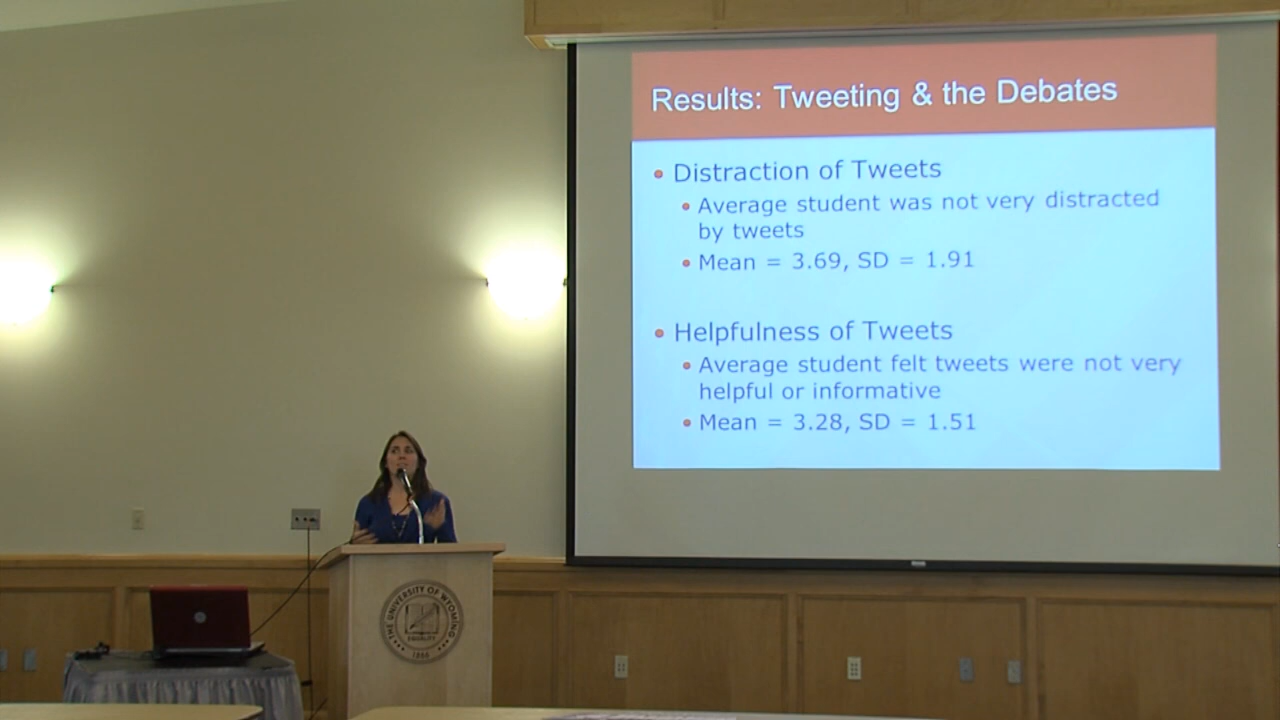 Results: Tweeting & the Debates
• Distraction of Tweets
• Average student was not very distracted
by tweets
• Mean = 3.69, SD = 1.91
• Helpfulness of Tweets
• Average student felt tweets were not very
helpful or informative
• Mean = 3.28, SD = 1.51
THE UNIVERSITY OF WYOMING
EQUALITY
1886